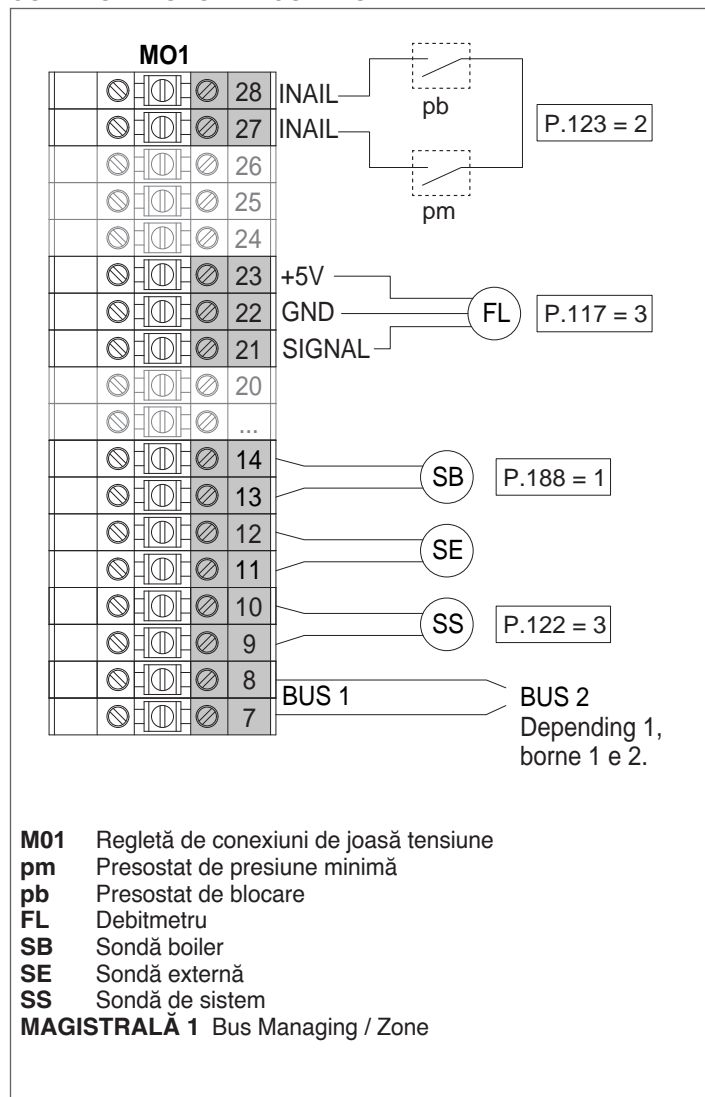 MO1
28 INAIL
pb
27 INAIL
P.123 = 2
26
pm
25
24
23 +5V
22 GND FL P.117 = 3
21 SIGNAL
20
...
14
SB P.188 = 1
13
12
SE
11
10
SS P.122 = 3
9
8
BUS 1 BUS 2
7
Depending 1,
borne 1 e 2.
M01 Regletă de conexiuni de joasă tensiune
pm Presostat de presiune minimă
pb Presostat de blocare
FL Debitmetru
SB Sondă boiler
SE Sondă externă
SS Sondă de sistem
MAGISTRALĂ 1 Bus Managing / Zone